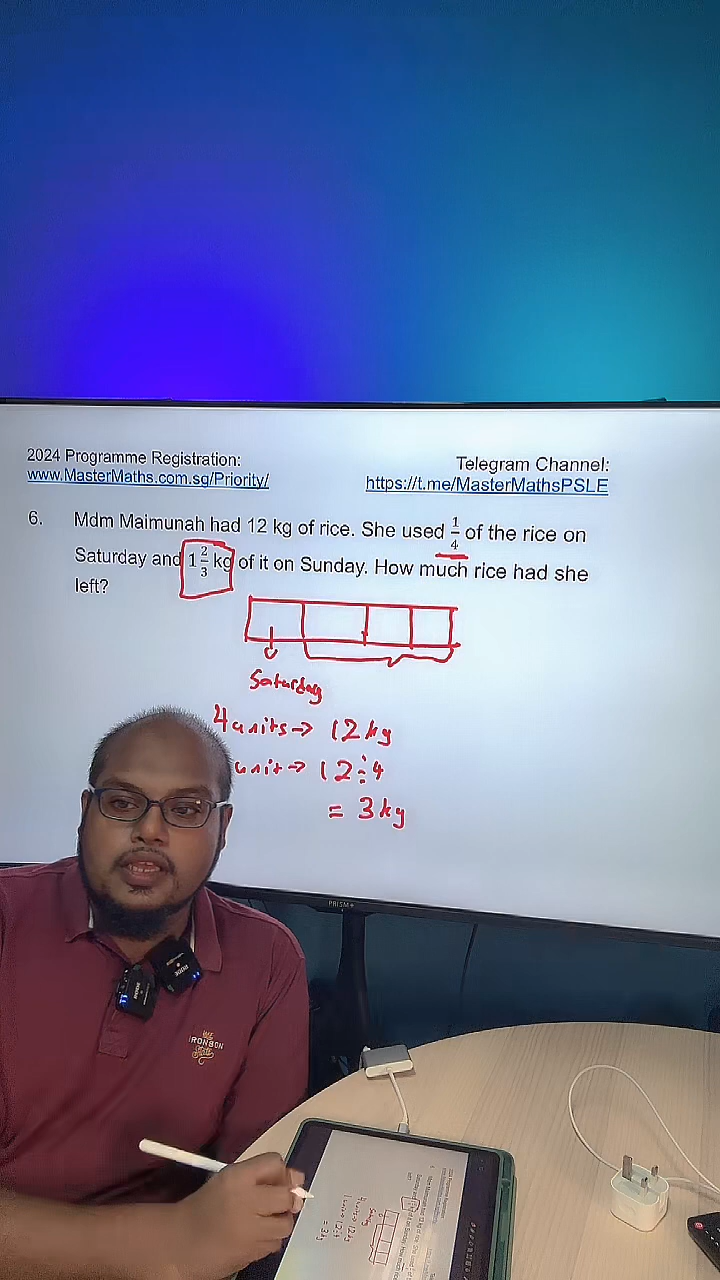 2024 Programme Registration:
www.MasterMaths.com.sg/Priority/
Telegram Channel:
https://t.me/MasterMathsPSLE
6. Mdm Maimunah had 12 kg of rice. She used 1/4 of the rice on
Saturday and 1 2/3 kg of it on Sunday. How much rice had she
left?
Saturday
4 units → 12 kg
unit → 12 ÷ 4
= 3 kg
PRISM+
RODE
IRONBON